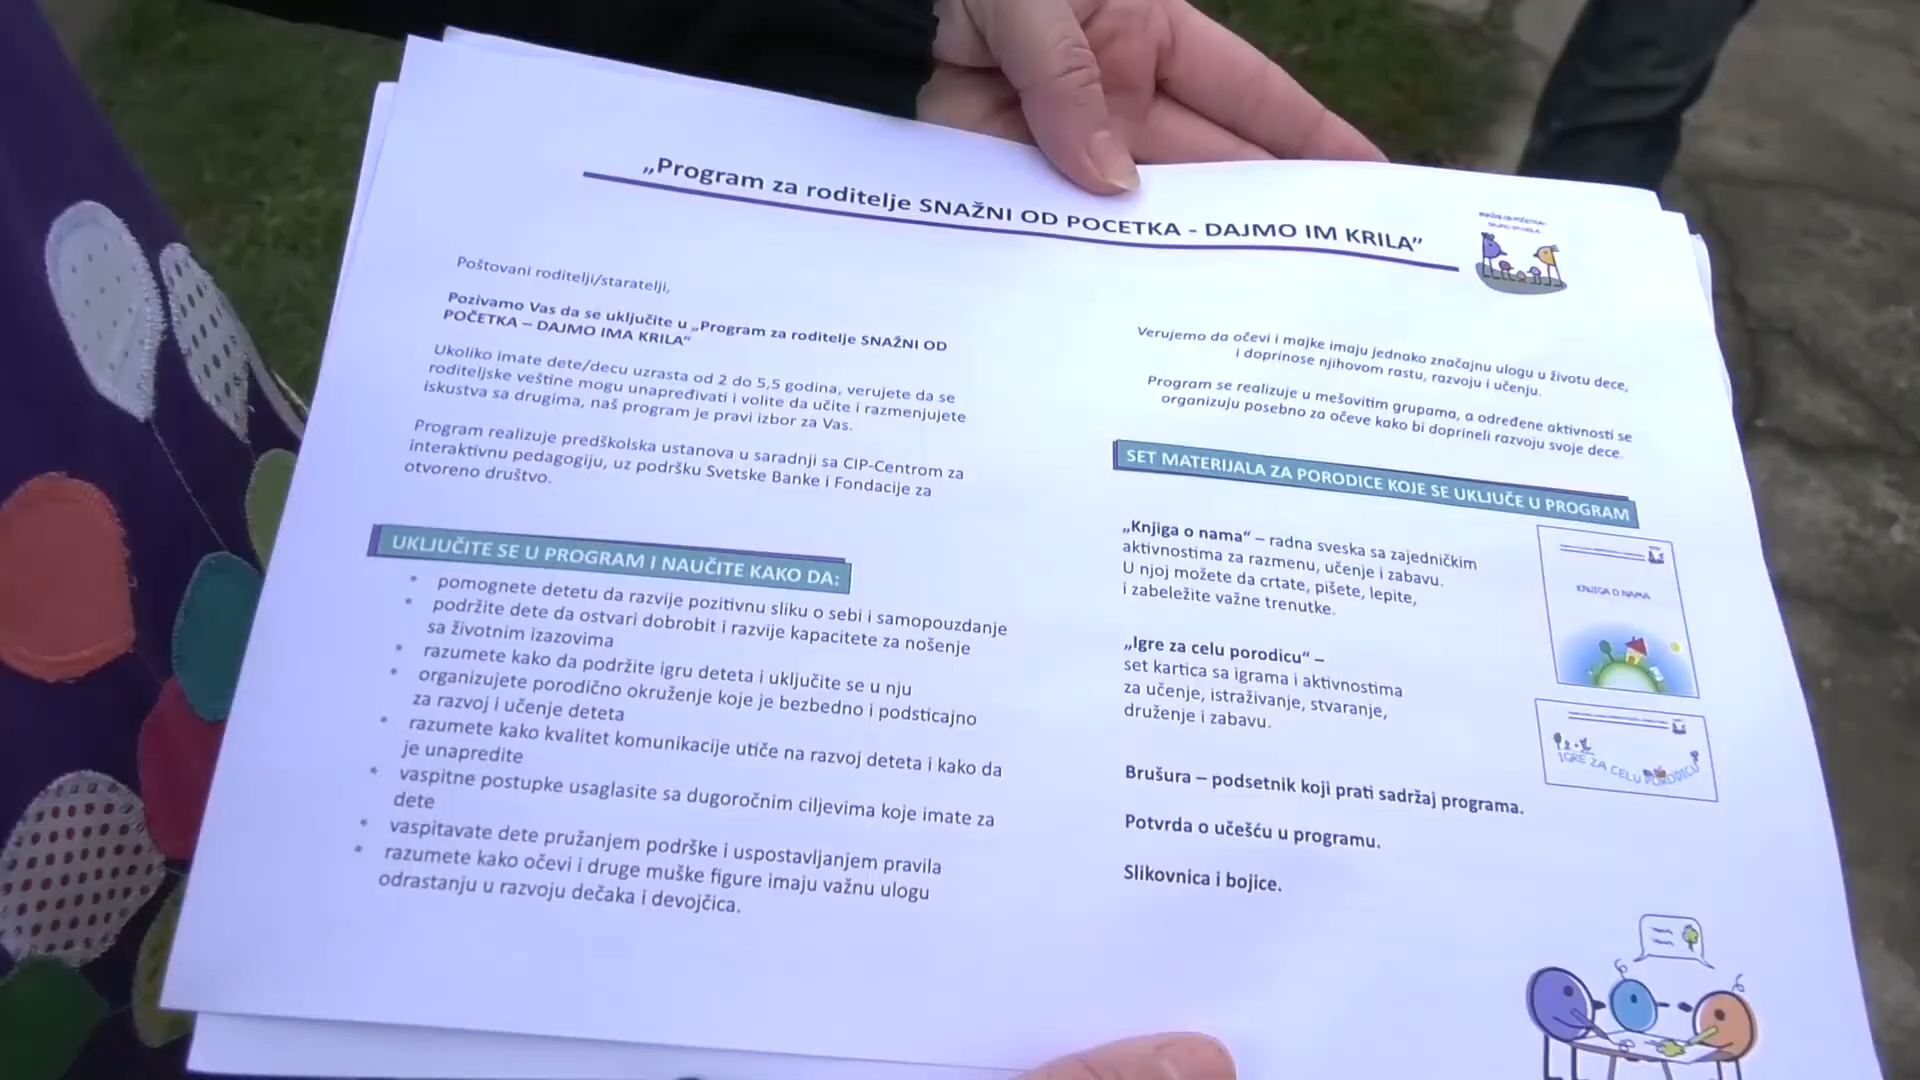 „Program za roditelje SNAŽNI OD POCETKA - DAJMO IM KRILA”
Poštovani roditelji/staratelji,
Pozivamo Vas da se uključite u „Program za roditelje SNAŽNI OD
POČETKA – DAJMO IMA KRILA“
Ukoliko imate dete/decu uzrasta od 2 do 5,5 godina, verujete da se
roditeljske veštine mogu unapređivati i volite da učite i razmenjujete
iskustva sa drugima, naš program je pravi izbor za Vas.
Program realizuje predškolska ustanova u saradnji sa CIP-Centrom za
interaktivnu pedagogiju, uz podršku Svetske Banke i Fondacije za
otvoreno društvo.
UKLJUČITE SE U PROGRAM I NAUČITE KAKO DA:
• pomognete detetu da razvije pozitivnu sliku o sebi i samopouzdanje
• podržite dete da ostvari dobrobit i razvije kapacitete za nošenje
sa životnim izazovima
• razumete kako da podržite igru deteta i uključite se u nju
• organizujete porodično okruženje koje je bezbedno i podsticajno
za razvoj i učenje deteta
• razumete kako kvalitet komunikacije utiče na razvoj deteta i kako da
je unapredite
• vaspitne postupke usaglasite sa dugoročnim ciljevima koje imate za
dete
• vaspitavate dete pružanjem podrške i uspostavljanjem pravila
• razumete kako očevi i druge muške figure imaju važnu ulogu
odrastanju u razvoju dečaka i devojčica.
Verujemo da očevi i majke imaju jednako značajnu ulogu u životu dece,
i doprinose njihovom rastu, razvoju i učenju.
Program se realizuje u mešovitim grupama, a određene aktivnosti se
organizuju posebno za očeve kako bi doprineli razvoju svoje dece.
SET MATERIJALA ZA PORODICE KOJE SE UKLJUČE U PROGRAM
„Knjiga o nama“ – radna sveska sa zajedničkim
aktivnostima za razmenu, učenje i zabavu.
U njoj možete da crtate, pišete, lepite,
i zabeležite važne trenutke.
KNJIGA O NAMA
„Igre za celu porodicu“ –
set kartica sa igrama i aktivnostima
za učenje, istraživanje, stvaranje,
druženje i zabavu.
IGRE ZA CELU PORODICU
Brušura – podsetnik koji prati sadržaj programa.
Potvrda o učešću u programu.
Slikovnica i bojice.